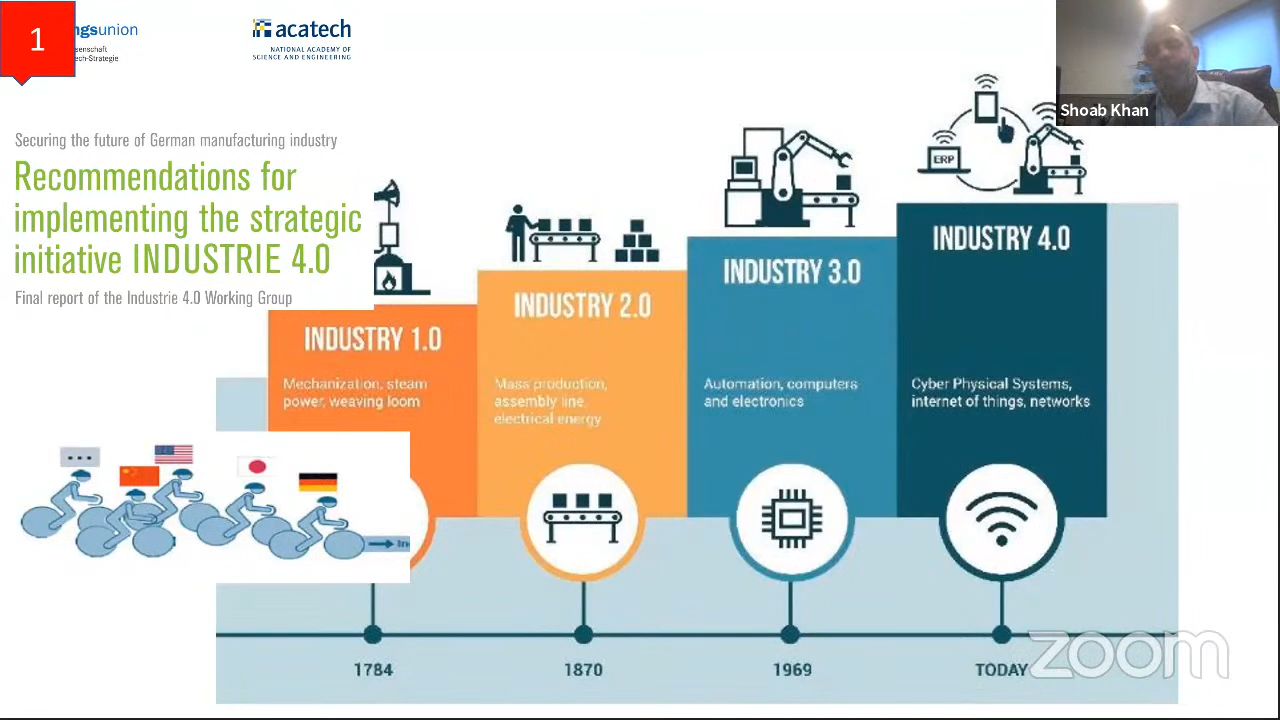 1
ngsunion
senschaft
ech-Strategie
acatech
NATIONAL ACADEMY OF
SCIENCE AND ENGINEERING
Shoab Khan
Securing the future of German manufacturing industry
Recommendations for
implementing the strategic
initiative INDUSTRIE 4.0
Final report of the Industrie 4.0 Working Group
ERP
INDUSTRY 1.0
Mechanization, steam
power, weaving loom
INDUSTRY 2.0
Mass production,
assembly line,
electrical energy
INDUSTRY 3.0
Automation, computers
and electronics
INDUSTRY 4.0
Cyber Physical Systems,
internet of things, networks
...
In
1784
1870
1969
TODAY
zoom